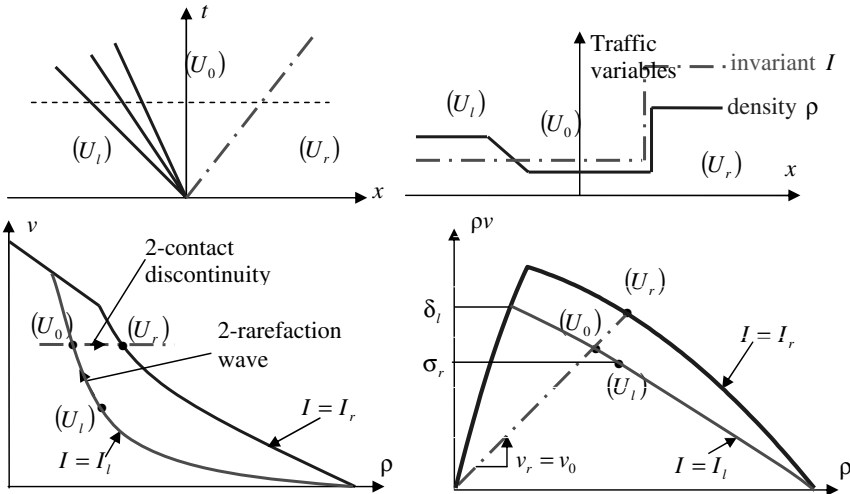 t
(U₀)
(Uₗ)
(Uᵣ)
x
Traffic
variables
invariant I
(Uₗ)
(U₀)
density ρ
(Uᵣ)
x
v
2-contact
discontinuity
(U₀)
(Uᵣ)
2-rarefaction
wave
(Uₗ)
I = Iᵣ
I = Iₗ
ρ
ρv
(Uᵣ)
δₗ
(U₀)
I = Iᵣ
σᵣ
(Uₗ)
vᵣ = v₀
I = Iₗ
ρ